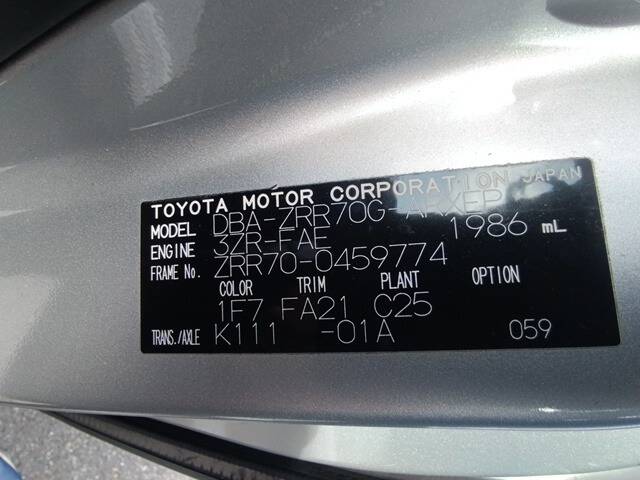 TOYOTA MOTOR CORPORATION JAPAN
MODEL DBA-ZRR70G-ARXEP
ENGINE 3ZR-FAE 1986 mL
FRAME No. ZRR70-0459774
COLOR TRIM PLANT OPTION
1F7 FA21 C25
TRANS./AXLE K111 -01A 059